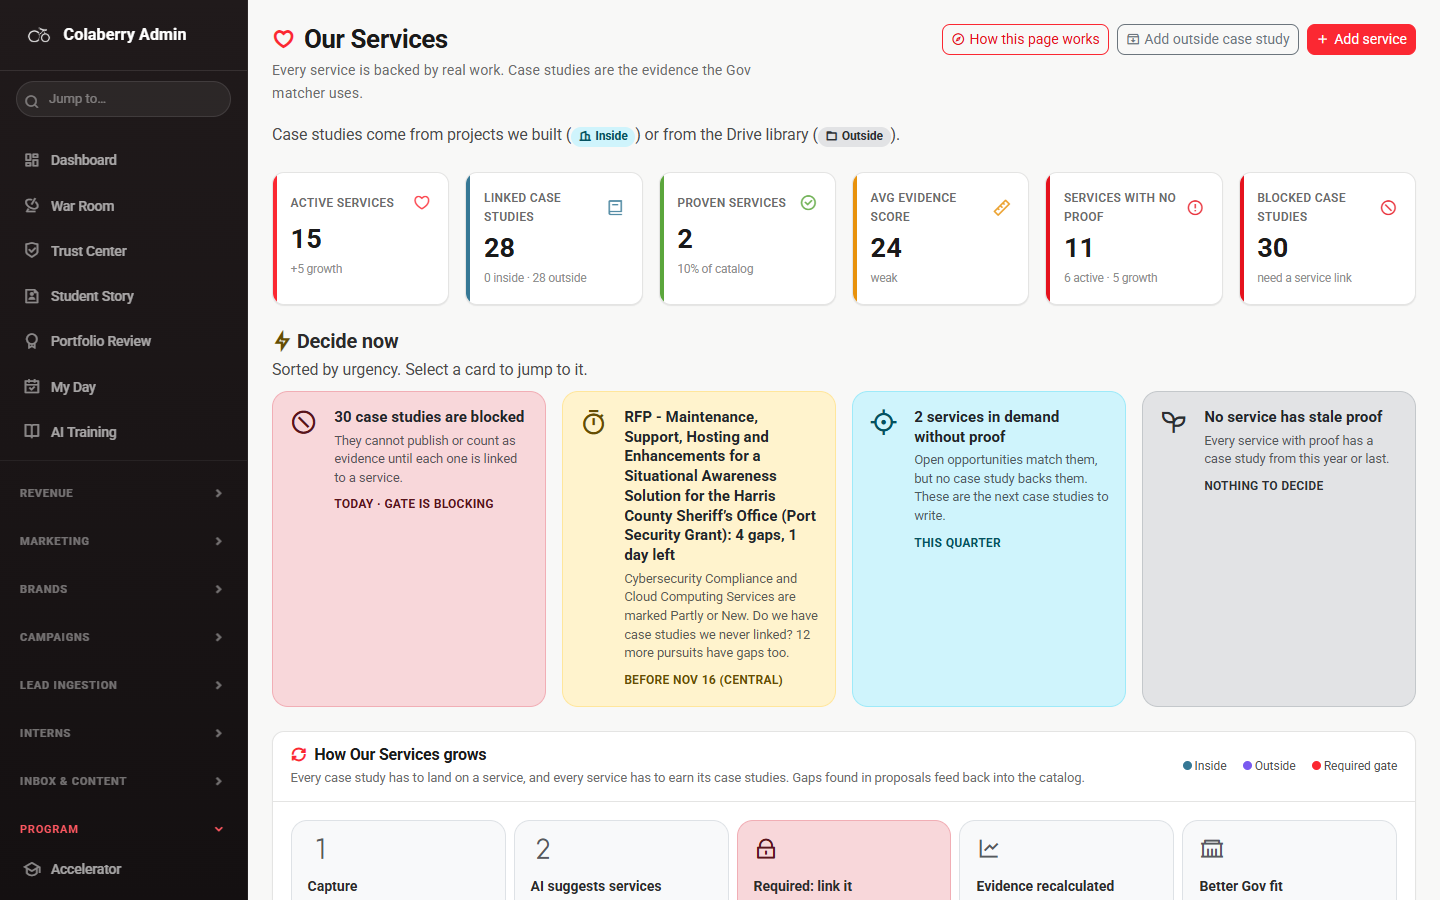 Colaberry Admin
Jump to...
Dashboard
War Room
Trust Center
Student Story
Portfolio Review
My Day
AI Training
REVENUE
MARKETING
BRANDS
CAMPAIGNS
LEAD INGESTION
INTERNS
INBOX & CONTENT
PROGRAM
Accelerator
Our Services
Every service is backed by real work. Case studies are the evidence the Gov
matcher uses.
How this page works
Add outside case study
+ Add service
Case studies come from projects we built ( Inside ) or from the Drive library ( Outside ).
ACTIVE SERVICES
15
+5 growth
LINKED CASE
STUDIES
28
0 inside · 28 outside
PROVEN SERVICES
2
10% of catalog
AVG EVIDENCE
SCORE
24
weak
SERVICES WITH NO
PROOF
11
6 active · 5 growth
BLOCKED CASE
STUDIES
30
need a service link
Decide now
Sorted by urgency. Select a card to jump to it.
30 case studies are blocked
They cannot publish or count as
evidence until each one is linked
to a service.
TODAY · GATE IS BLOCKING
RFP - Maintenance,
Support, Hosting and
Enhancements for a
Situational Awareness
Solution for the Harris
County Sheriff's Office (Port
Security Grant): 4 gaps, 1
day left
Cybersecurity Compliance and
Cloud Computing Services are
marked Partly or New. Do we have
case studies we never linked? 12
more pursuits have gaps too.
BEFORE NOV 16 (CENTRAL)
2 services in demand
without proof
Open opportunities match them,
but no case study backs them.
These are the next case studies to
write.
THIS QUARTER
No service has stale proof
Every service with proof has a
case study from this year or last.
NOTHING TO DECIDE
How Our Services grows
Every case study has to land on a service, and every service has to earn its case studies. Gaps found in proposals feed back into the catalog.
Inside
Outside
Required gate
1
Capture
2
AI suggests services
Required: link it
Evidence recalculated
Better Gov fit